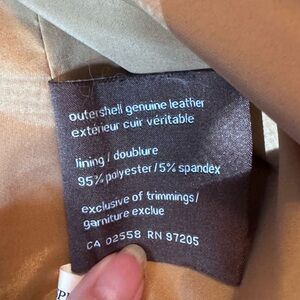 outershell genuine leather
extérieur cuir véritable
lining / doublure
95% polyester / 5% spandex
exclusive of trimmings /
garniture exclue
CA 02558 RN 97205